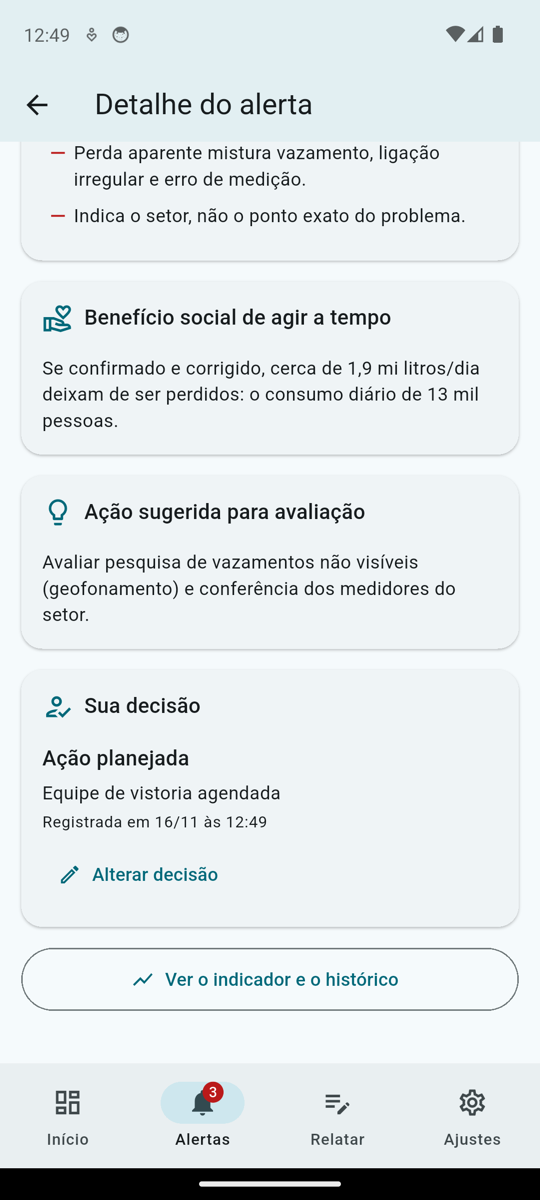 12:49
Detalhe do alerta
— Perda aparente mistura vazamento, ligação
irregular e erro de medição.
— Indica o setor, não o ponto exato do problema.
Benefício social de agir a tempo
Se confirmado e corrigido, cerca de 1,9 mi litros/dia
deixam de ser perdidos: o consumo diário de 13 mil
pessoas.
Ação sugerida para avaliação
Avaliar pesquisa de vazamentos não visíveis
(geofonamento) e conferência dos medidores do
setor.
Sua decisão
Ação planejada
Equipe de vistoria agendada
Registrada em 16/11 às 12:49
Alterar decisão
Ver o indicador e o histórico
3
Início
Alertas
Relatar
Ajustes